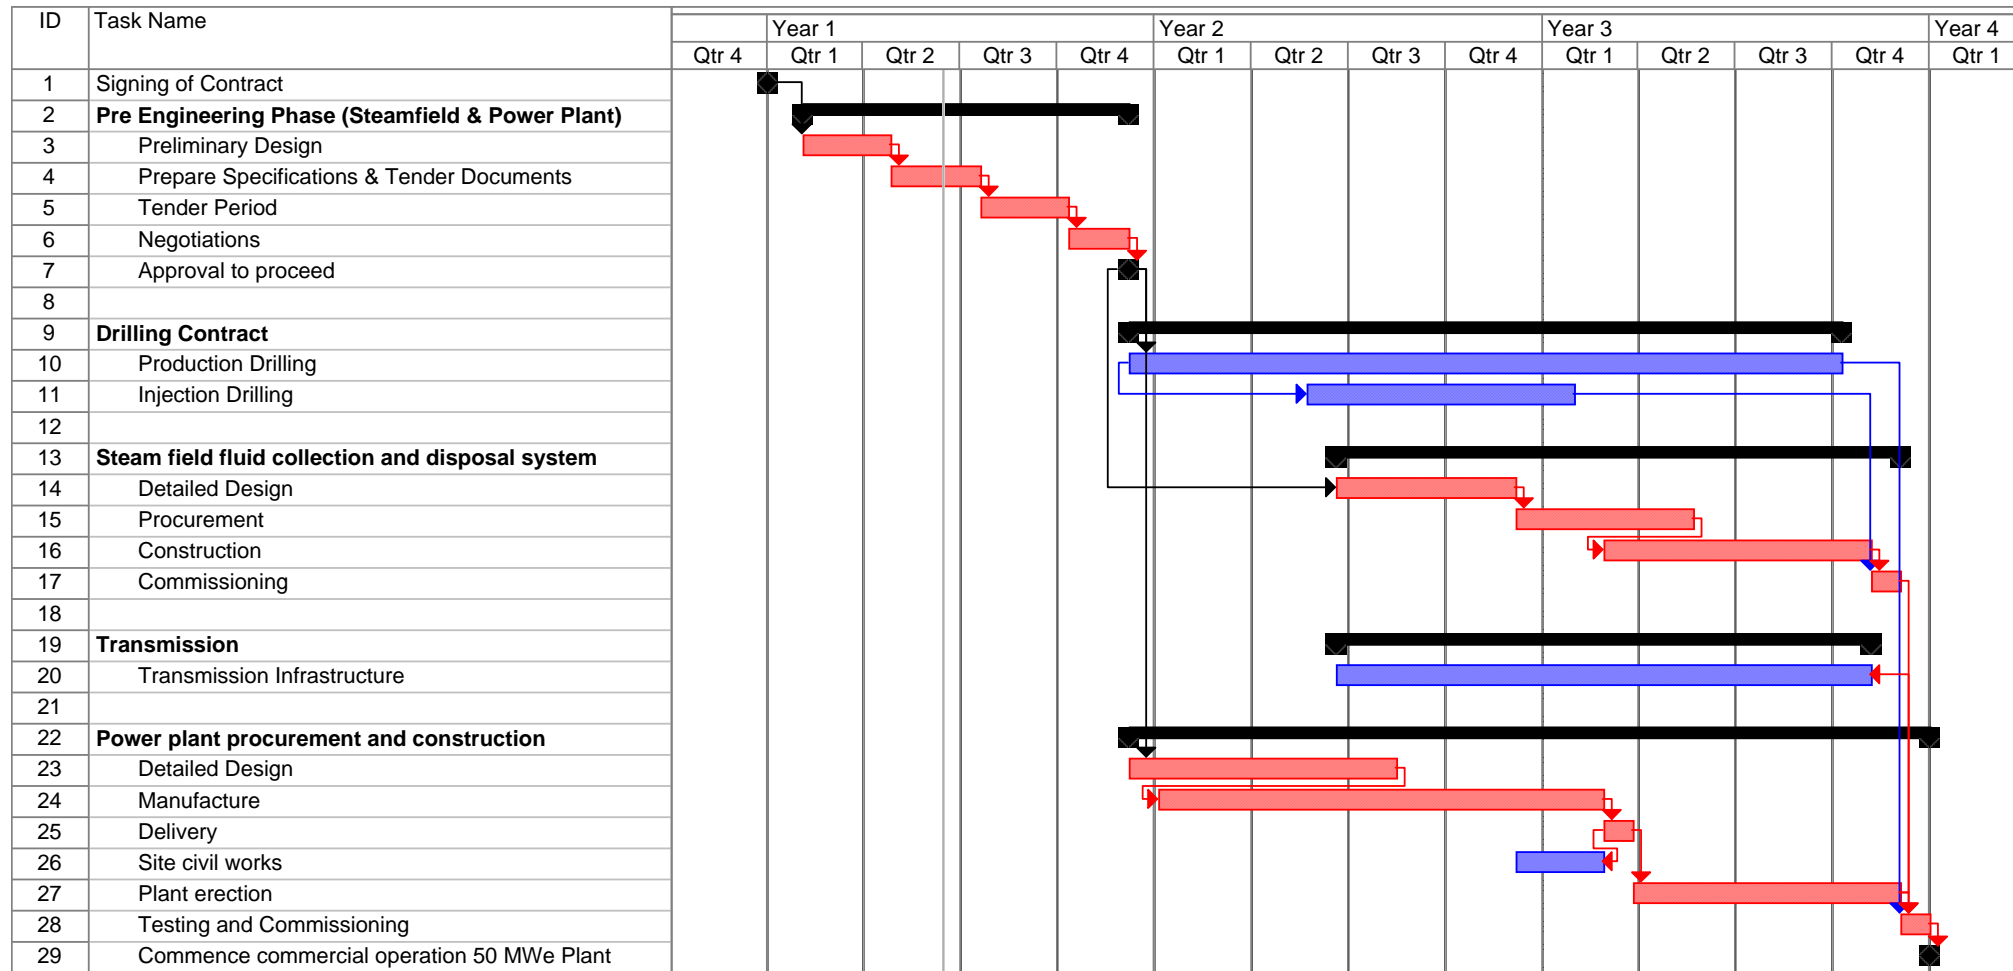 ID Task Name
Year 1 Year 2 Year 3 Year 4
Qtr 4 Qtr 1 Qtr 2 Qtr 3 Qtr 4 Qtr 1 Qtr 2 Qtr 3 Qtr 4 Qtr 1 Qtr 2 Qtr 3 Qtr 4 Qtr 1
1 Signing of Contract
2 Pre Engineering Phase (Steamfield & Power Plant)
3 Preliminary Design
4 Prepare Specifications & Tender Documents
5 Tender Period
6 Negotiations
7 Approval to proceed
8
9 Drilling Contract
10 Production Drilling
11 Injection Drilling
12
13 Steam field fluid collection and disposal system
14 Detailed Design
15 Procurement
16 Construction
17 Commissioning
18
19 Transmission
20 Transmission Infrastructure
21
22 Power plant procurement and construction
23 Detailed Design
24 Manufacture
25 Delivery
26 Site civil works
27 Plant erection
28 Testing and Commissioning
29 Commence commercial operation 50 MWe Plant